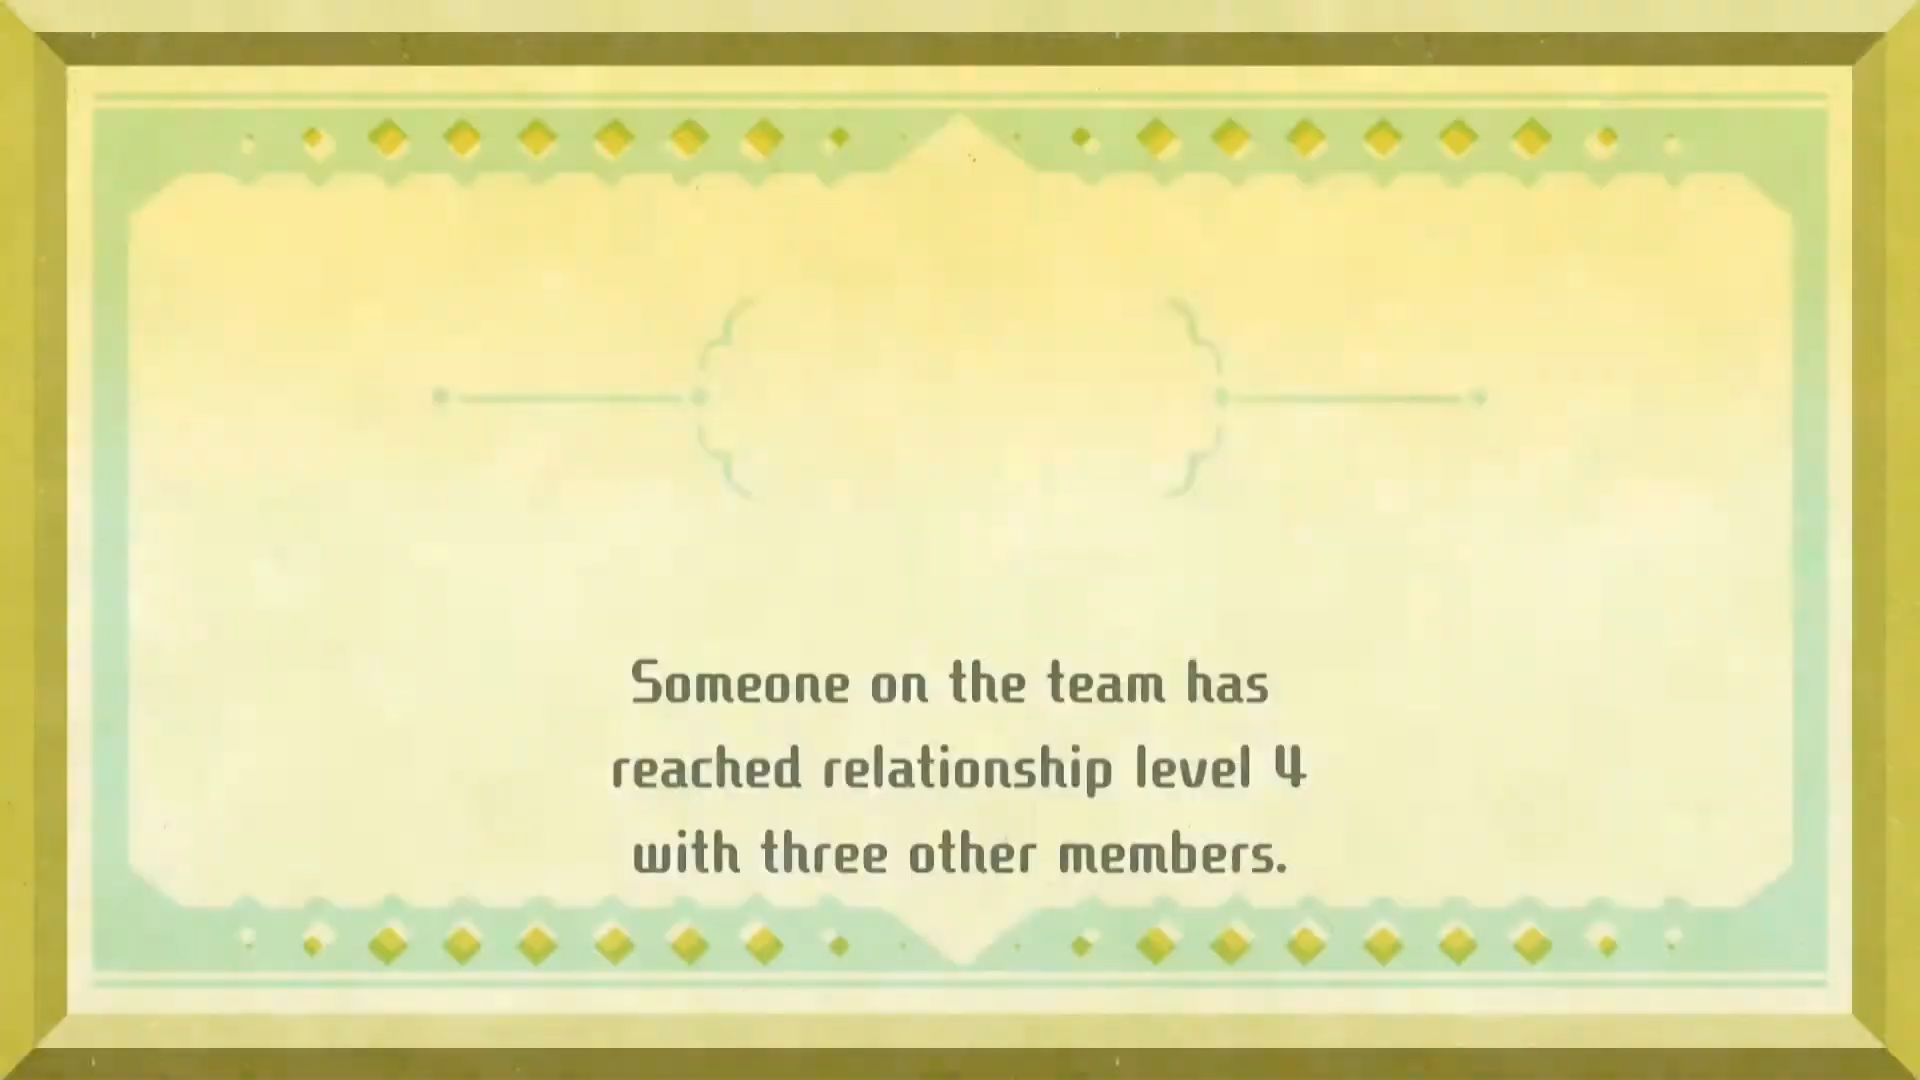 Someone on the team has
reached relationship level 4
with three other members.